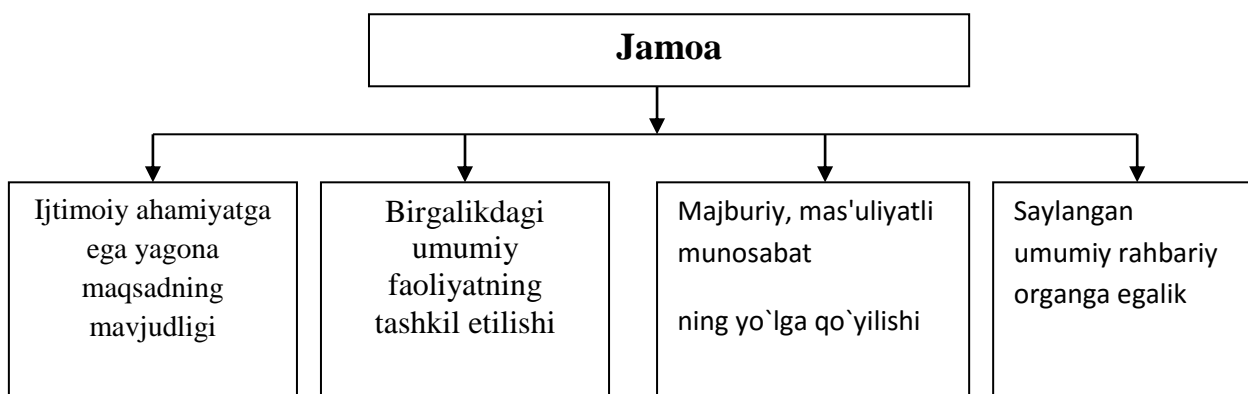 Jamoa
Ijtimoiy ahamiyatga
ega yagona
maqsadning
mavjudligi
Birgalikdagi
umumiy
faoliyatning
tashkil etilishi
Majburiy, mas'uliyatli
munosabat
ning yo`lga qo`yilishi
Saylangan
umumiy rahbariy
organga egalik